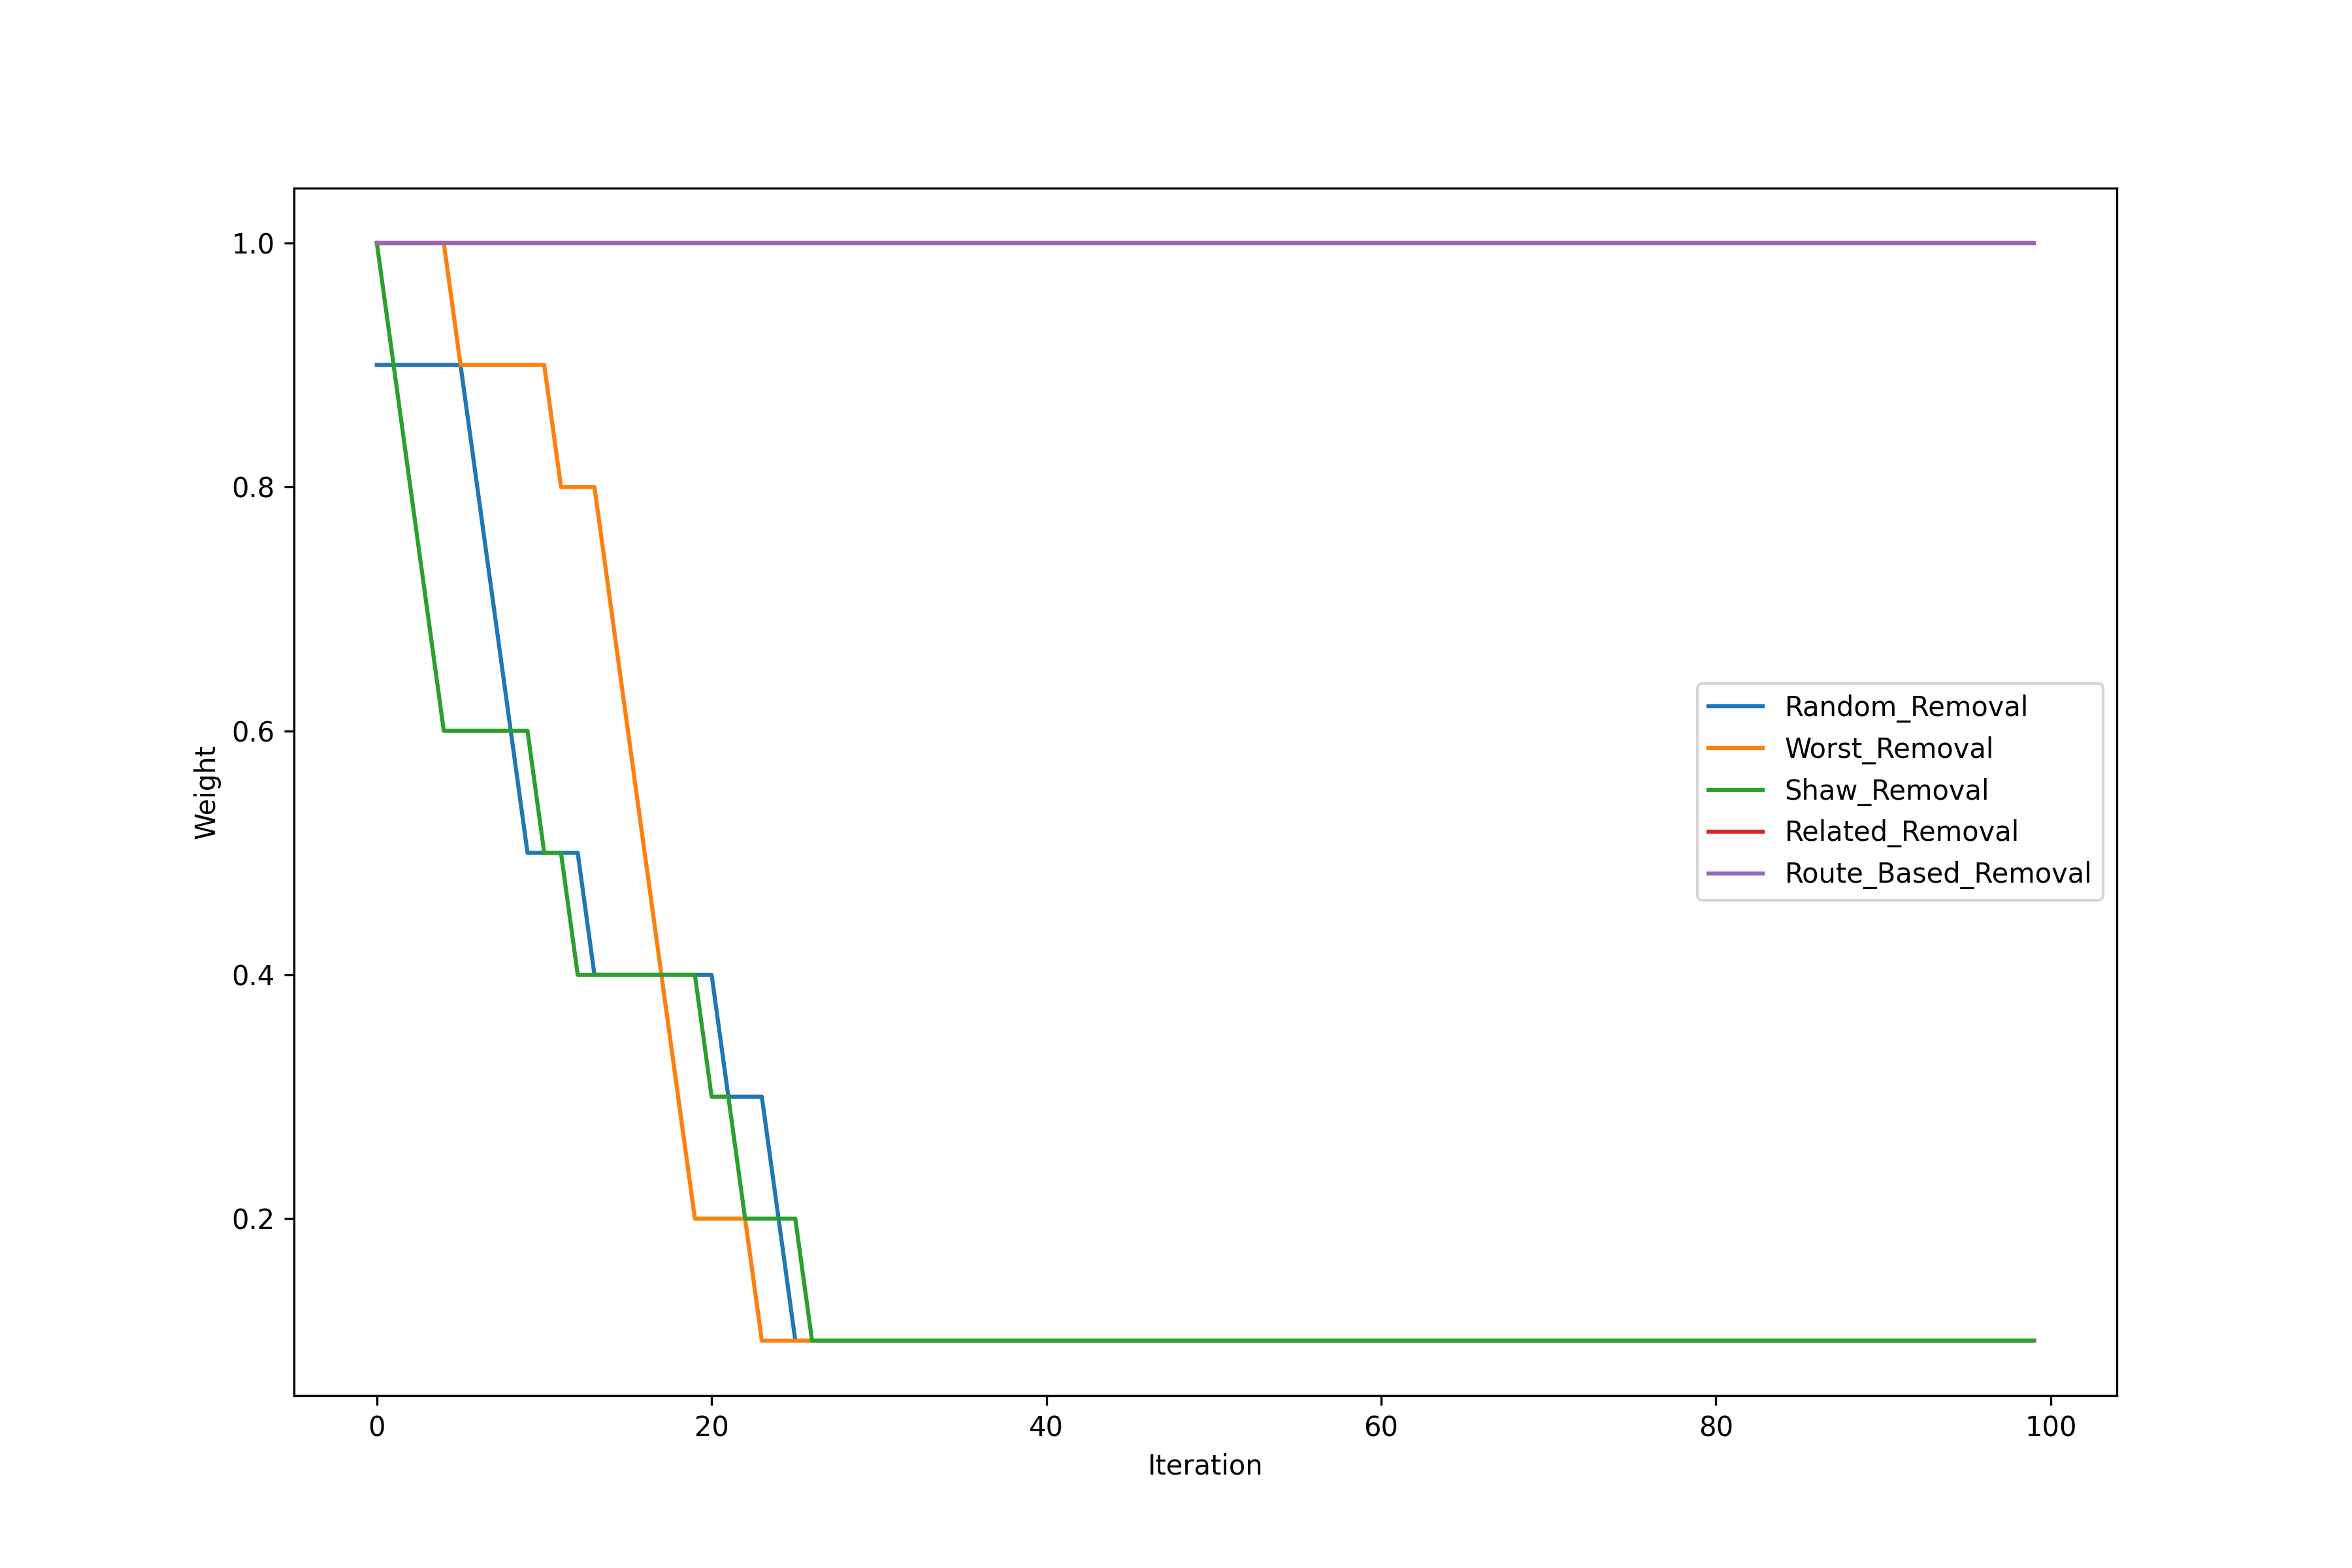 1.0
0.8
0.6
0.4
0.2
Weight
Random_Removal
Worst_Removal
Shaw_Removal
Related_Removal
Route_Based_Removal
0 20 40 60 80 100
Iteration